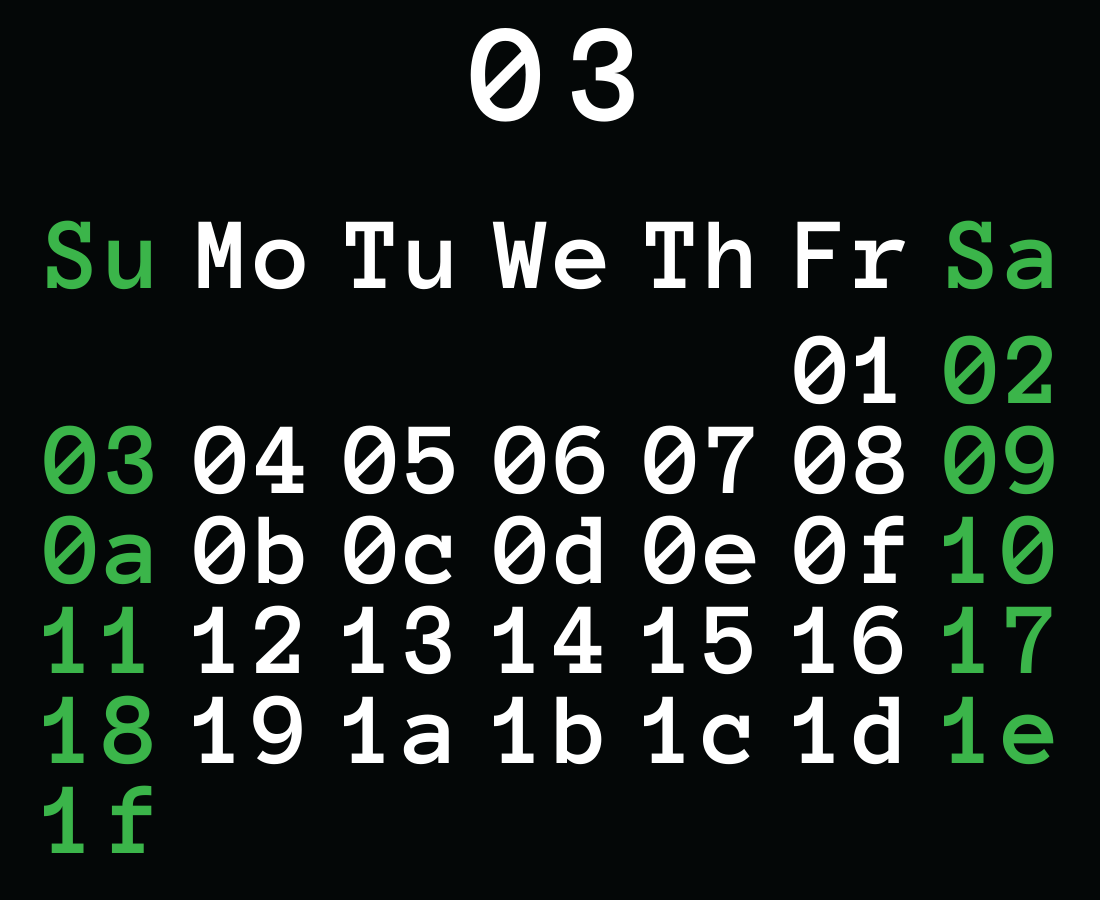 03
Su Mo Tu We Th Fr Sa
01 02
03 04 05 06 07 08 09
0a 0b 0c 0d 0e 0f 10
11 12 13 14 15 16 17
18 19 1a 1b 1c 1d 1e
1f